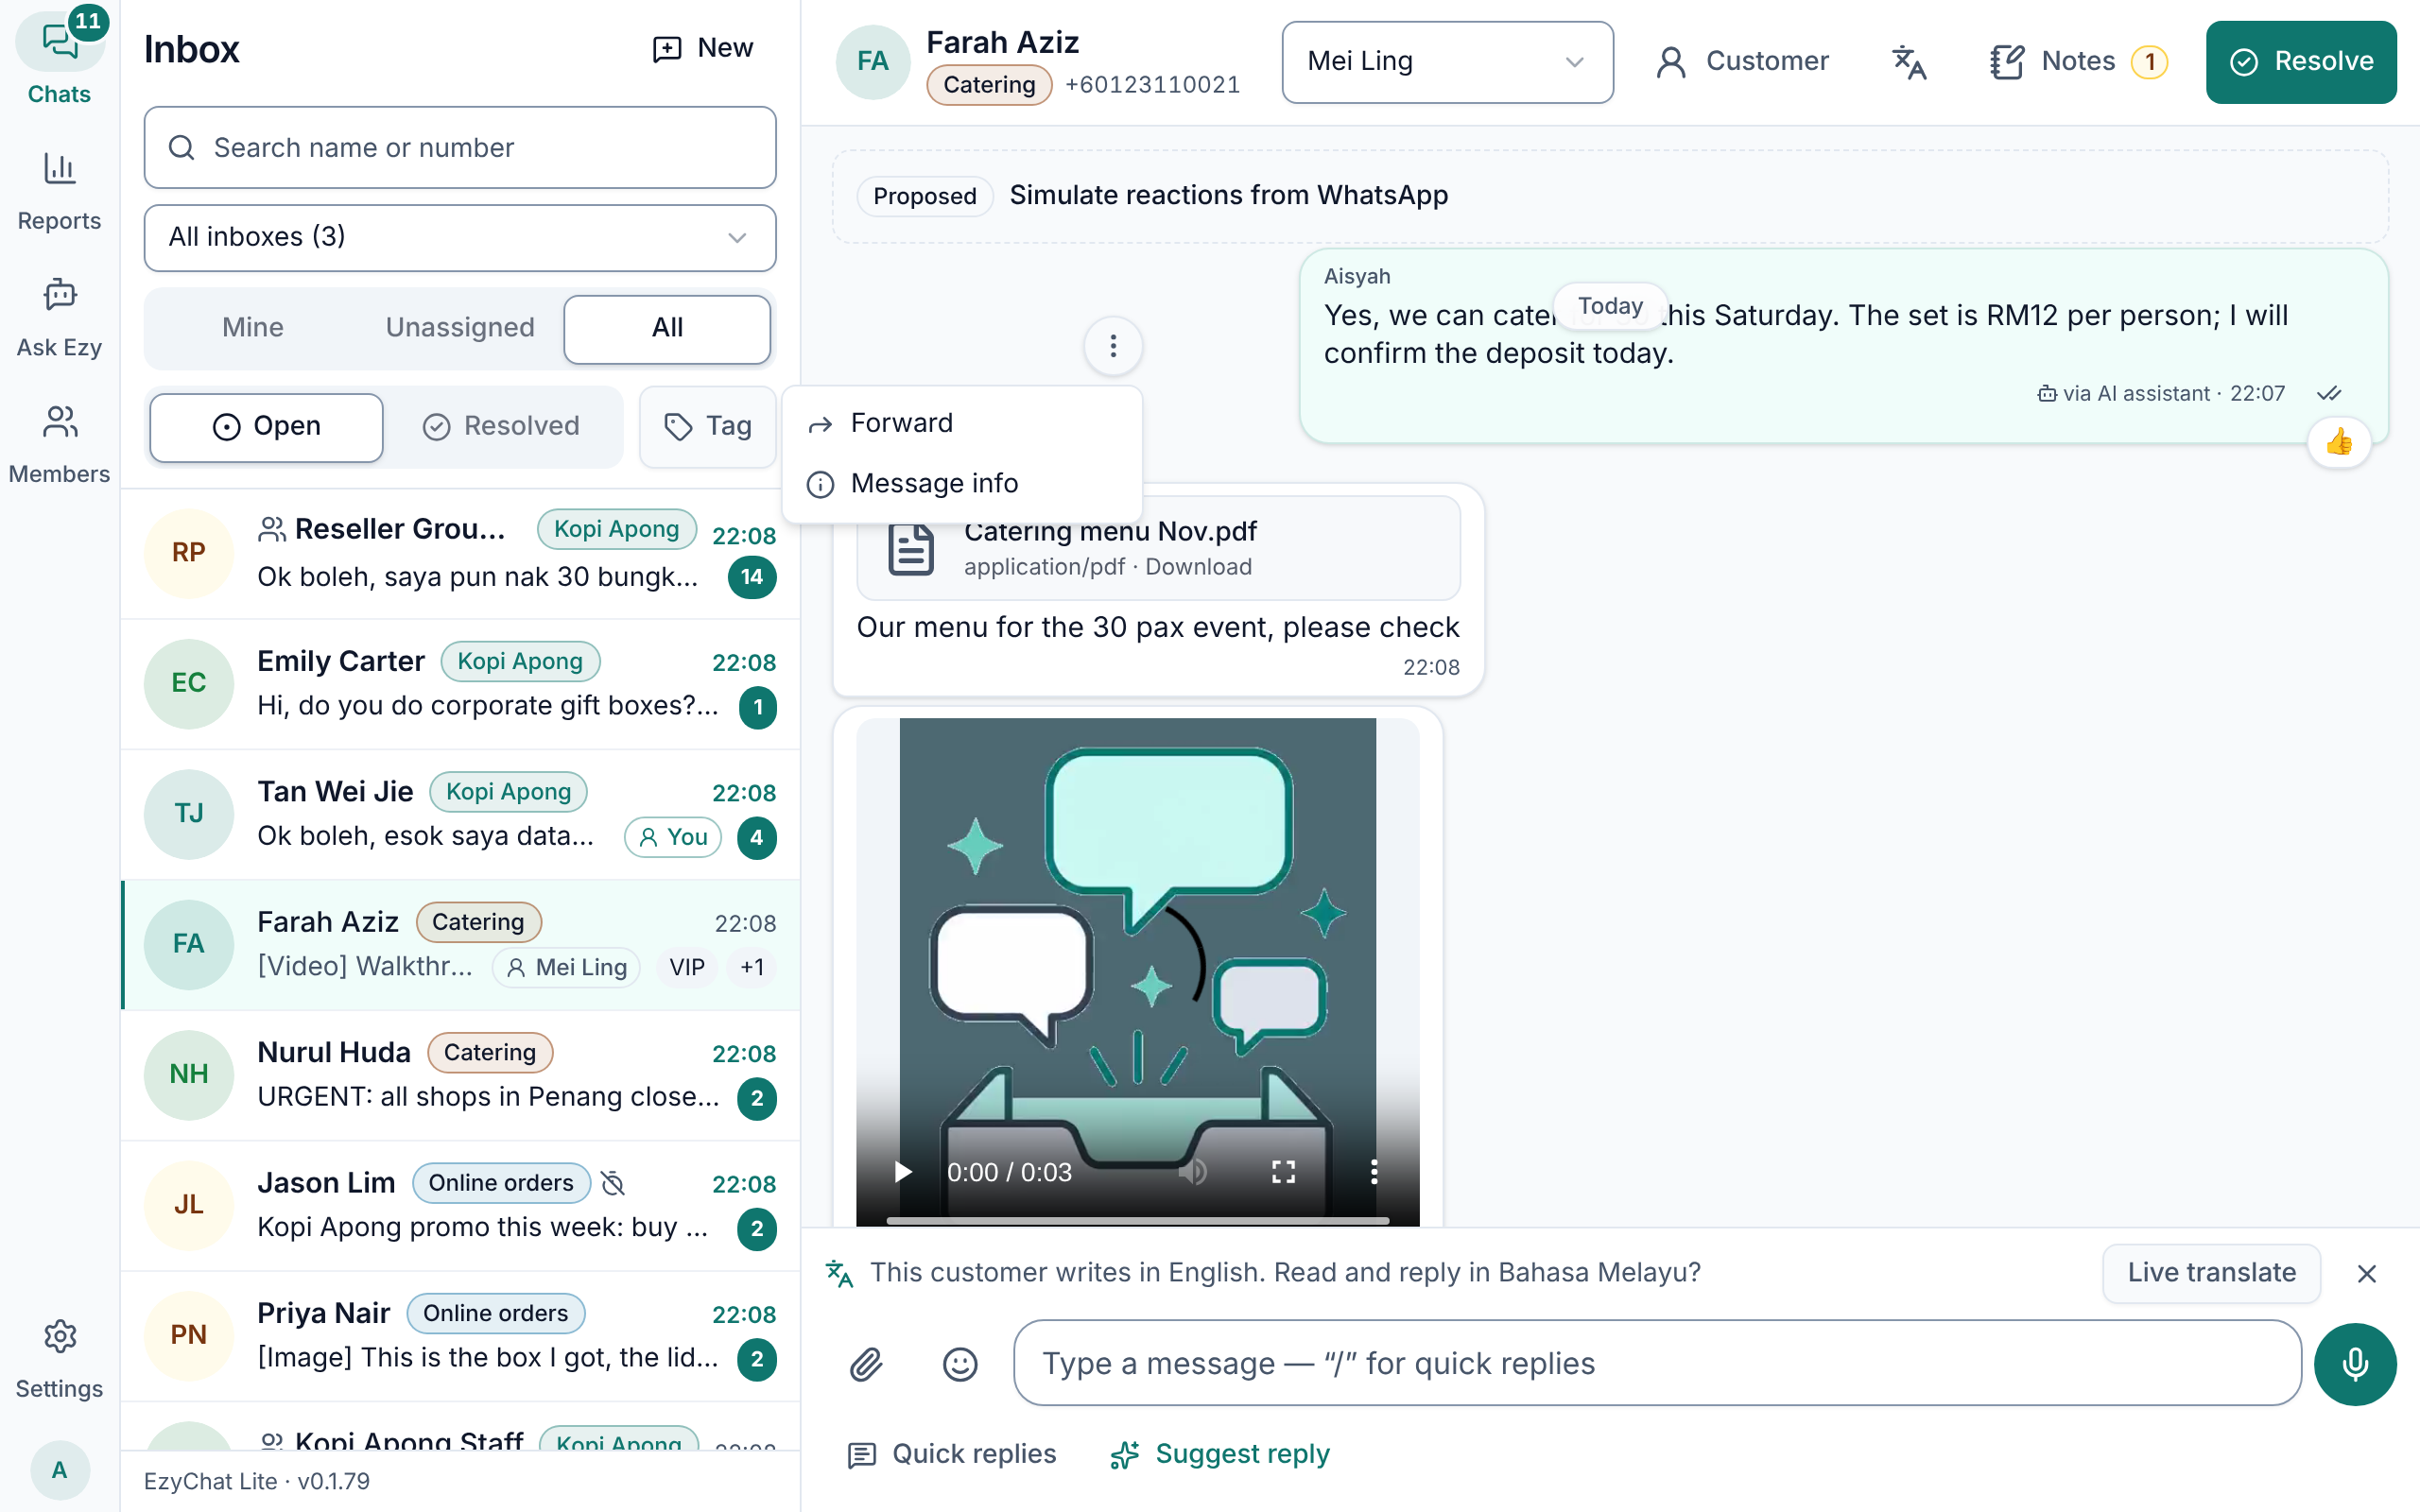 11
Chats
Reports
Ask Ezy
Members
Settings
A
Inbox
New
Search name or number
All inboxes (3)
Mine
Unassigned
All
Open
Resolved
Tag
RP
Reseller Grou...
Kopi Apong
22:08
Ok boleh, saya pun nak 30 bungk...
14
EC
Emily Carter
Kopi Apong
22:08
Hi, do you do corporate gift boxes?...
1
TJ
Tan Wei Jie
Kopi Apong
22:08
Ok boleh, esok saya data...
You
4
FA
Farah Aziz
Catering
22:08
[Video] Walkthr...
Mei Ling
VIP
+1
NH
Nurul Huda
Catering
22:08
URGENT: all shops in Penang close...
2
JL
Jason Lim
Online orders
22:08
Kopi Apong promo this week: buy ...
2
PN
Priya Nair
Online orders
22:08
[Image] This is the box I got, the lid...
2
Kopi Apong Staff
Kopi Apong
22:08
EzyChat Lite · v0.1.79
FA
Farah Aziz
Catering
+60123110021
Mei Ling
Customer
Notes
1
Resolve
Proposed
Simulate reactions from WhatsApp
Aisyah
Today
Yes, we can cater this Saturday. The set is RM12 per person; I will
confirm the deposit today.
via AI assistant · 22:07
Forward
Message info
Catering menu Nov.pdf
application/pdf · Download
Our menu for the 30 pax event, please check
22:08
0:00 / 0:03
This customer writes in English. Read and reply in Bahasa Melayu?
Live translate
Type a message — “/” for quick replies
Quick replies
Suggest reply